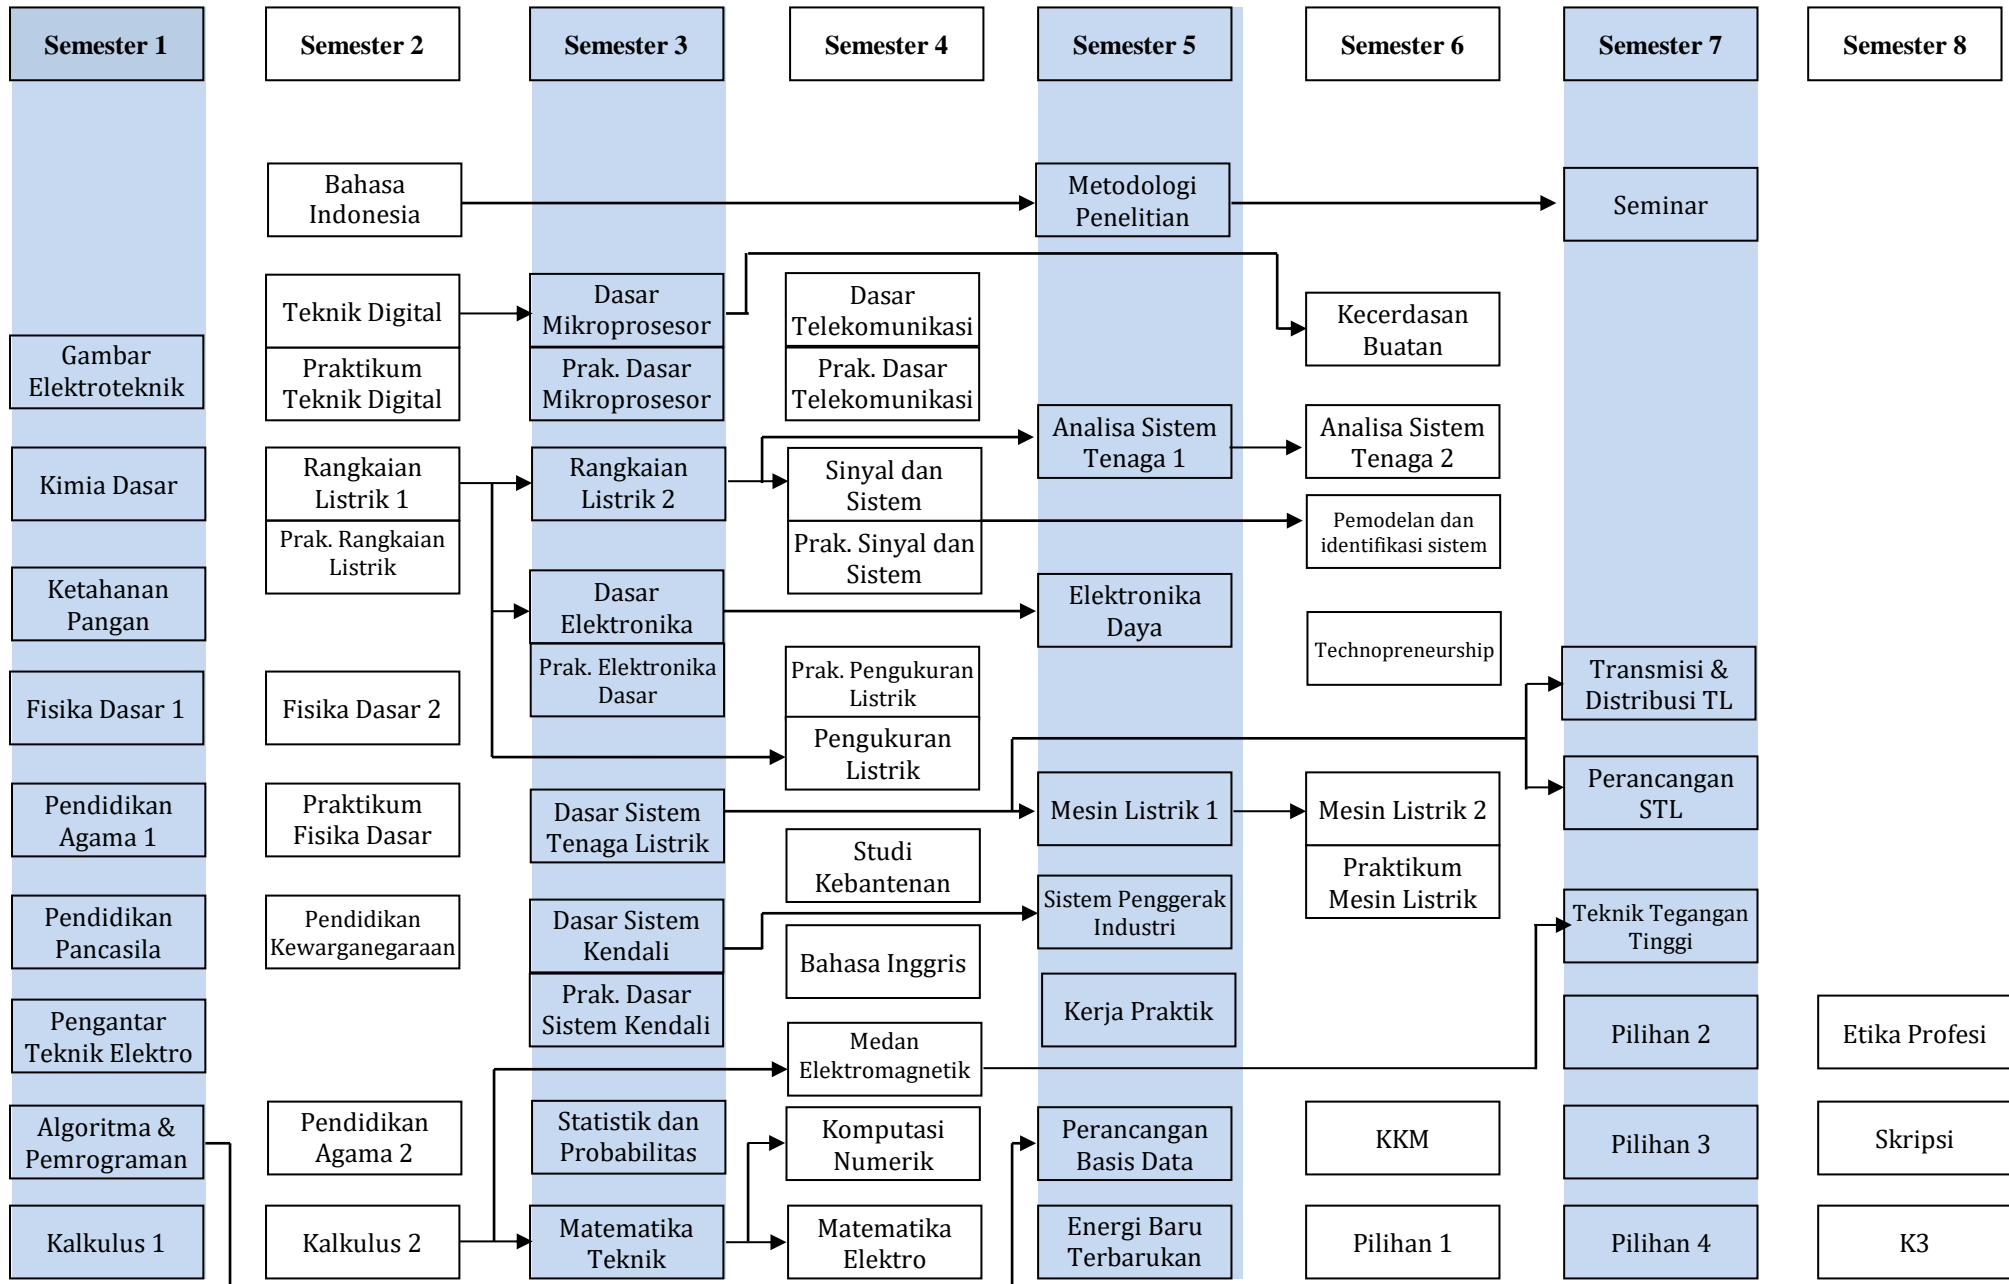 Semester 1
Semester 2
Semester 3
Semester 4
Semester 5
Semester 6
Semester 7
Semester 8
Gambar
Elektroteknik
Kimia Dasar
Ketahanan
Pangan
Fisika Dasar 1
Pendidikan
Agama 1
Pendidikan
Pancasila
Pengantar
Teknik Elektro
Algoritma &
Pemrograman
Kalkulus 1
Bahasa
Indonesia
Teknik Digital
Praktikum
Teknik Digital
Rangkaian
Listrik 1
Prak. Rangkaian
Listrik
Fisika Dasar 2
Praktikum
Fisika Dasar
Pendidikan
Kewarganegaraan
Pendidikan
Agama 2
Kalkulus 2
Dasar
Mikroprosesor
Prak. Dasar
Mikroprosesor
Rangkaian
Listrik 2
Dasar
Elektronika
Prak. Elektronika
Dasar
Dasar Sistem
Tenaga Listrik
Dasar Sistem
Kendali
Prak. Dasar
Sistem Kendali
Statistik dan
Probabilitas
Matematika
Teknik
Dasar
Telekomunikasi
Prak. Dasar
Telekomunikasi
Sinyal dan
Sistem
Prak. Sinyal dan
Sistem
Prak. Pengukuran
Listrik
Pengukuran
Listrik
Studi
Kebantenan
Bahasa Inggris
Medan
Elektromagnetik
Komputasi
Numerik
Matematika
Elektro
Metodologi
Penelitian
Analisa Sistem
Tenaga 1
Elektronika
Daya
Mesin Listrik 1
Sistem Penggerak
Industri
Kerja Praktik
Perancangan
Basis Data
Energi Baru
Terbarukan
Kecerdasan
Buatan
Analisa Sistem
Tenaga 2
Pemodelan dan
identifikasi sistem
Technopreneurship
Mesin Listrik 2
Praktikum
Mesin Listrik
KKM
Pilihan 1
Seminar
Transmisi &
Distribusi TL
Perancangan
STL
Teknik Tegangan
Tinggi
Pilihan 2
Pilihan 3
Pilihan 4
Etika Profesi
Skripsi
K3